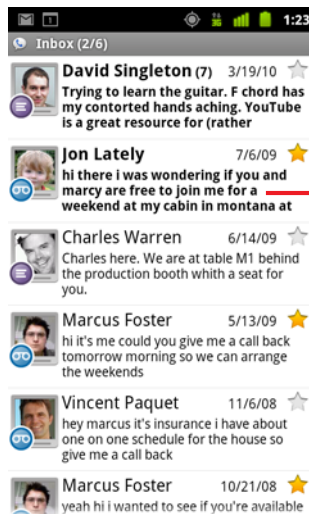 1
1:23
Inbox (2/6)
David Singleton (7) 3/19/10
Trying to learn the guitar. F chord has
my contorted hands aching. YouTube
is a great resource for (rather
Jon Lately 7/6/09
hi there i was wondering if you and
marcy are free to join me for a
weekend at my cabin in montana at
Charles Warren 6/14/09
Charles here. We are at table M1 behind
the production booth whith a seat for
you.
Marcus Foster 5/13/09
hi it's me could you give me a call back
tomorrow morning so we can arrange
the weekends
Vincent Paquet 11/6/08
hey marcus it's insurance i have about
one on one schedule for the house so
give me a call back
Marcus Foster 10/21/08
yeah hi i wanted to see if you're available